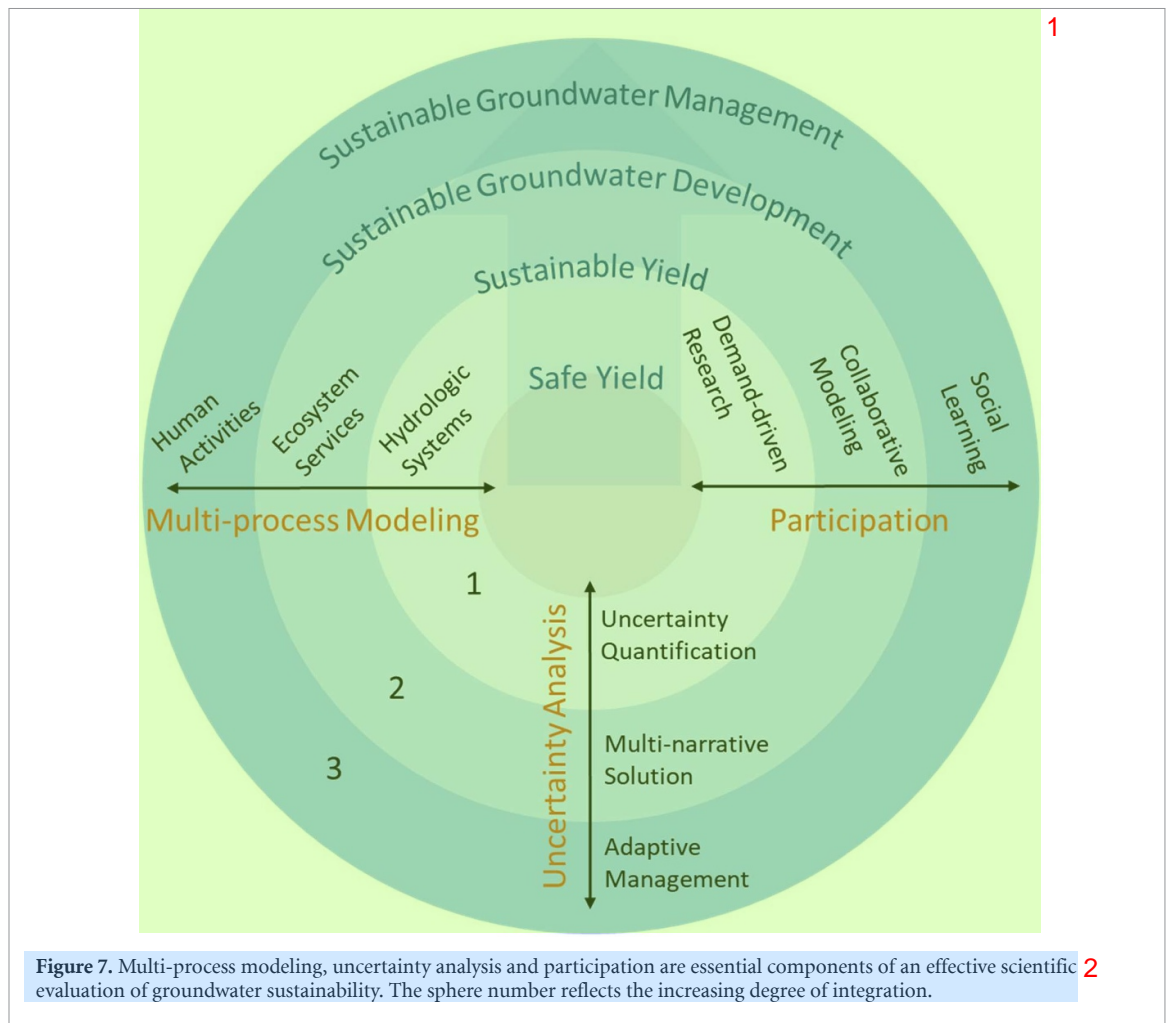 1
Sustainable Groundwater Management
Sustainable Groundwater Development
Sustainable Yield
Safe Yield
Human
Activities
Ecosystem
Services
Hydrologic
Systems
Demand-driven
Research
Collaborative
Modeling
Social
Learning
Multi-process Modeling
Participation
1
2
3
Uncertainty Analysis
Uncertainty
Quantification
Multi-narrative
Solution
Adaptive
Management
Figure 7. Multi-process modeling, uncertainty analysis and participation are essential components of an effective scientific
evaluation of groundwater sustainability. The sphere number reflects the increasing degree of integration.
2